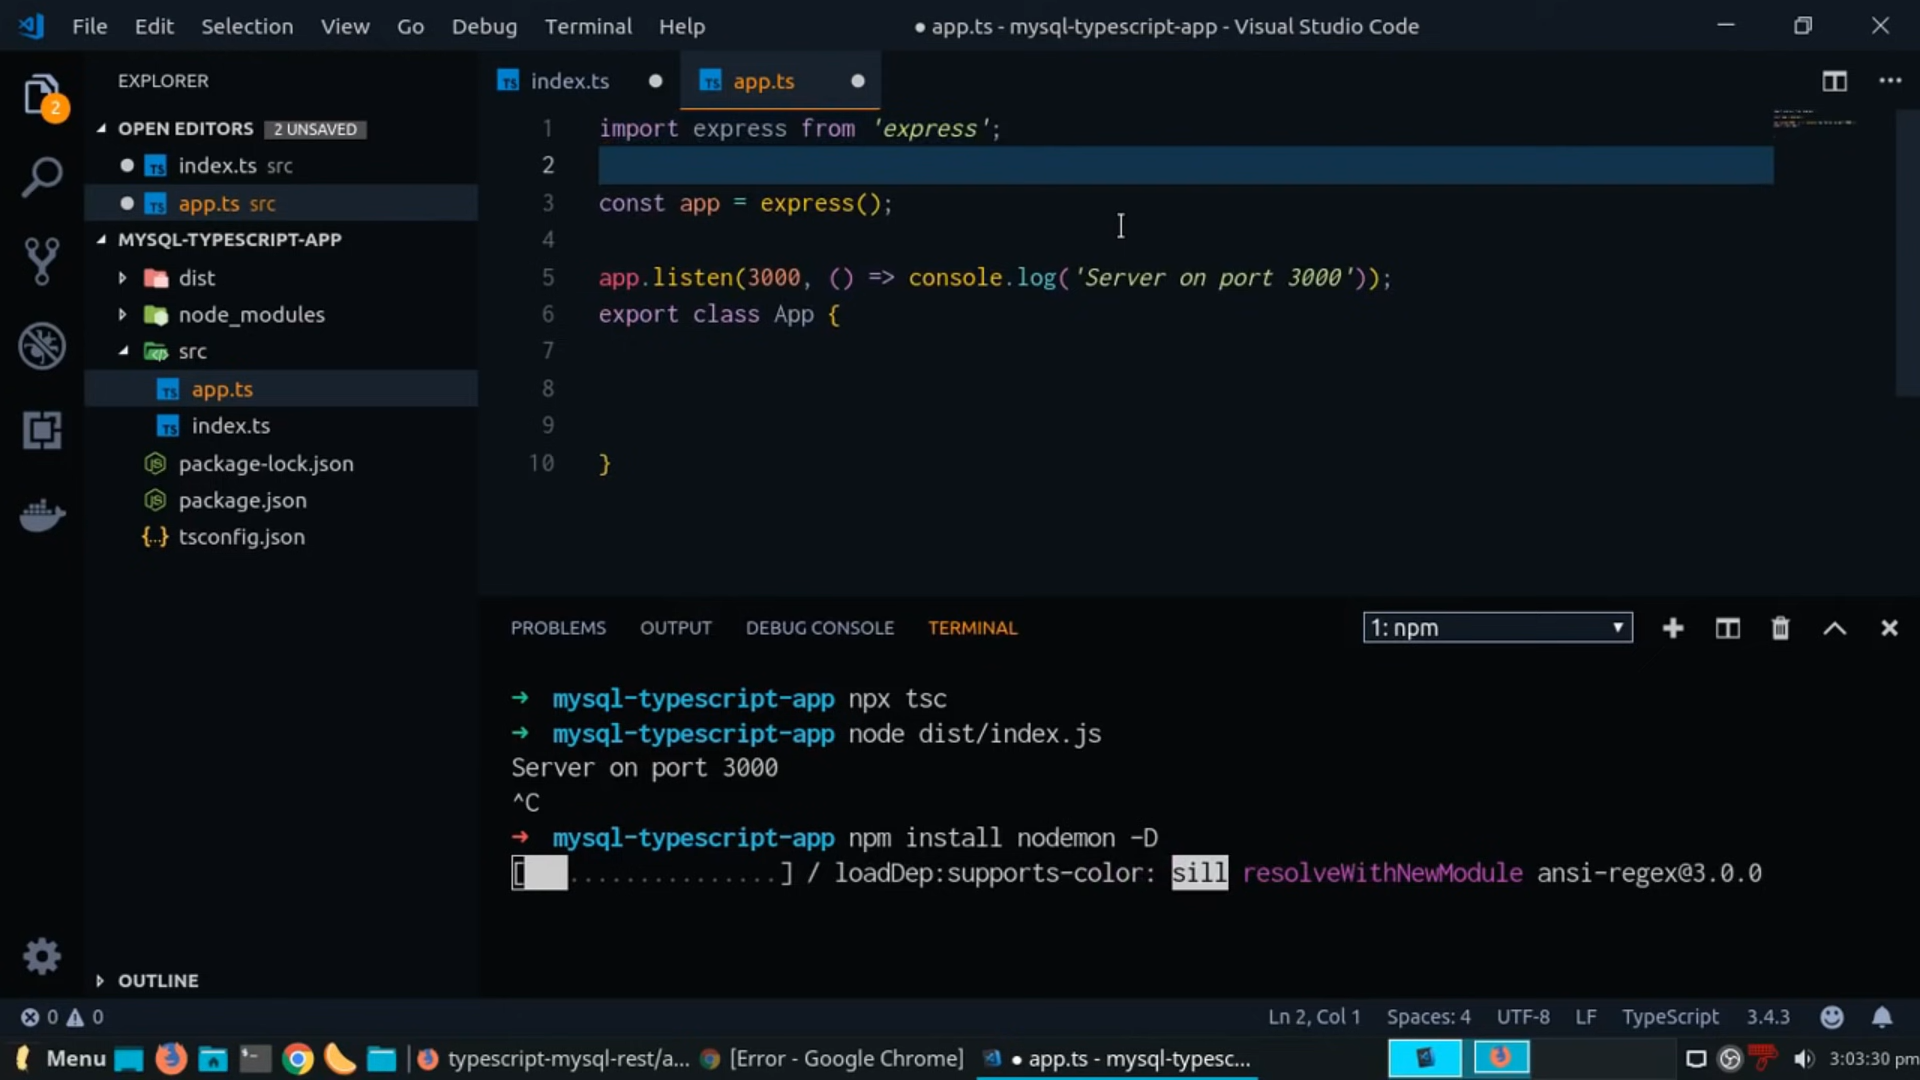 File Edit Selection View Go Debug Terminal Help
● app.ts - mysql-typescript-app - Visual Studio Code
EXPLORER
OPEN EDITORS 2 UNSAVED
index.ts src
app.ts src
MYSQL-TYPESCRIPT-APP
dist
node_modules
src
app.ts
index.ts
package-lock.json
package.json
tsconfig.json
OUTLINE
2
TS index.ts
TS app.ts
1 import express from 'express';
2
3 const app = express();
4
5 app.listen(3000, () => console.log('Server on port 3000'));
6 export class App {
7
8
9
10 }
PROBLEMS OUTPUT DEBUG CONSOLE TERMINAL
1: npm
→ mysql-typescript-app npx tsc
→ mysql-typescript-app node dist/index.js
Server on port 3000
^C
→ mysql-typescript-app npm install nodemon -D
[ ...............] / loadDep:supports-color: sill resolveWithNewModule ansi-regex@3.0.0
0 0
Ln 2, Col 1 Spaces: 4 UTF-8 LF TypeScript 3.4.3
Menu
typescript-mysql-rest/a...
[Error - Google Chrome]
● app.ts - mysql-typesc...
3:03:30 pm